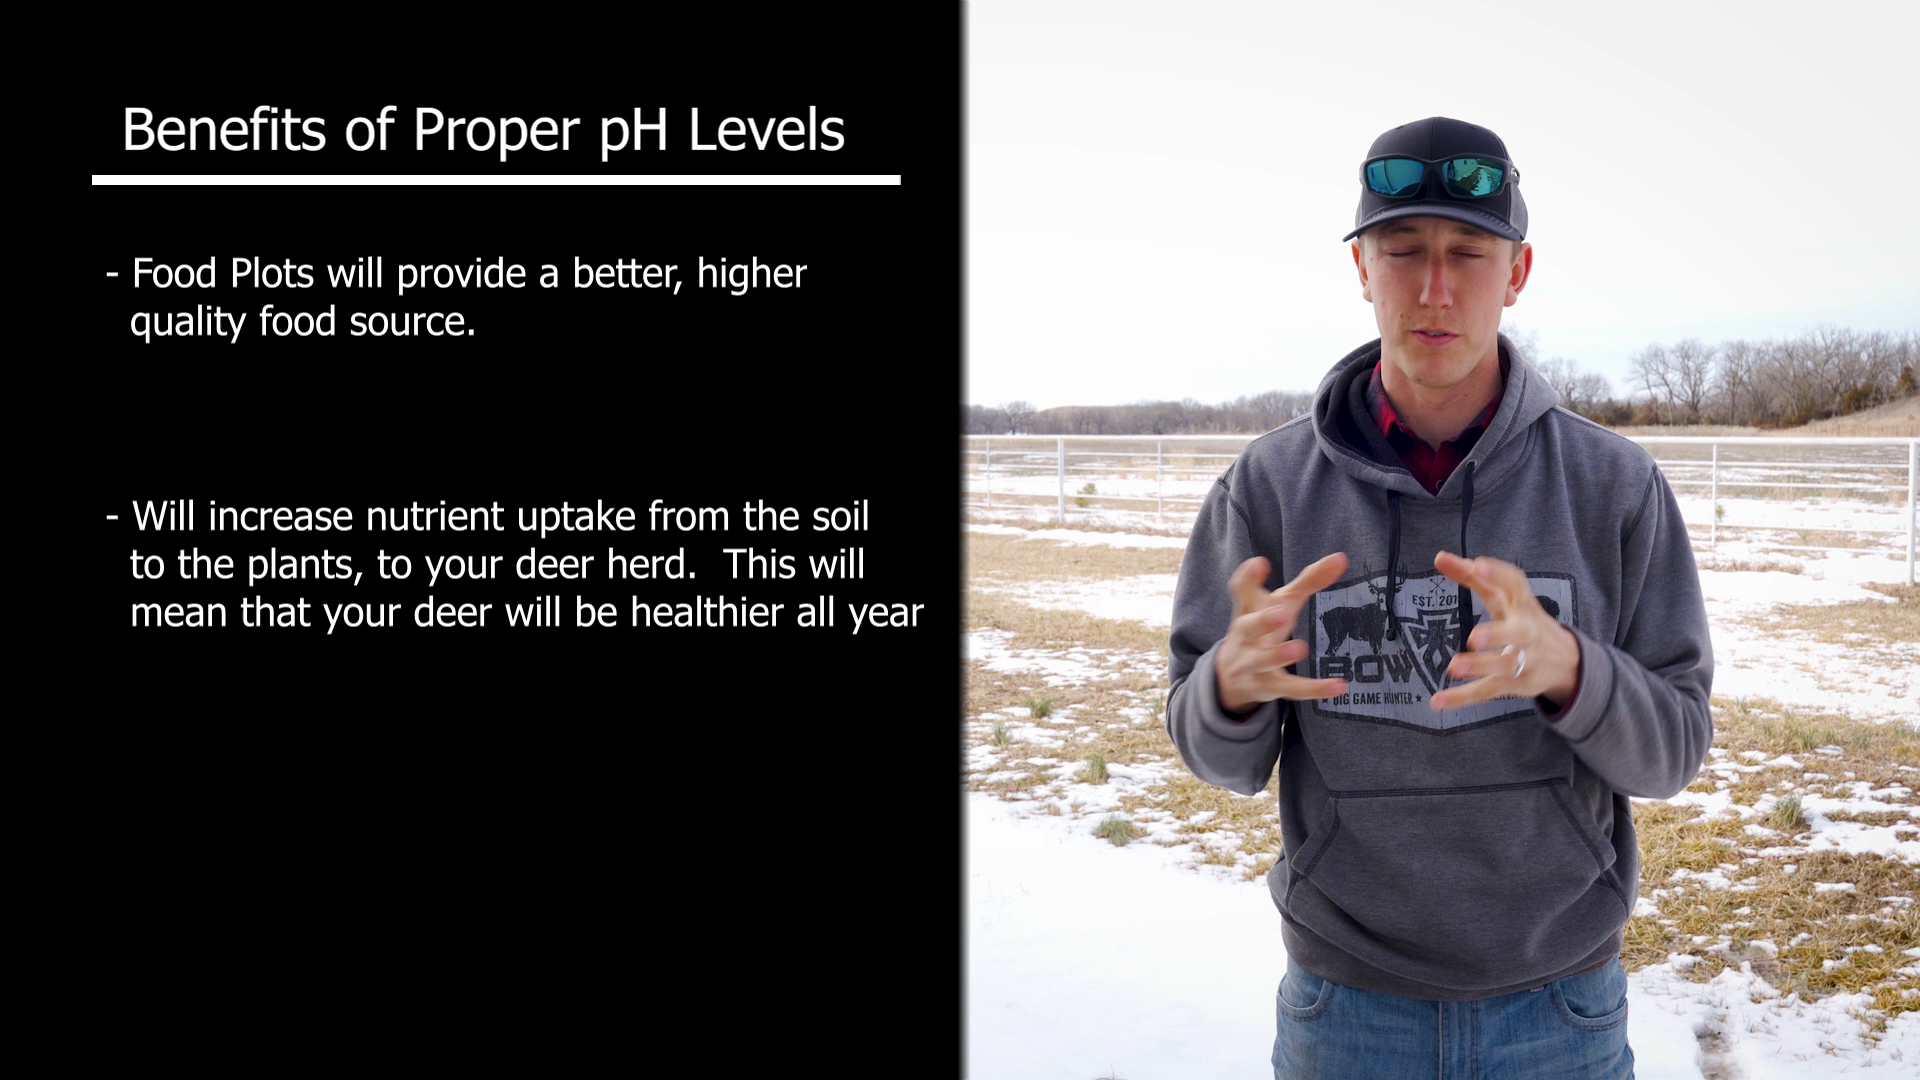 Benefits of Proper pH Levels
- Food Plots will provide a better, higher
quality food source.
- Will increase nutrient uptake from the soil
to the plants, to your deer herd.  This will
mean that your deer will be healthier all year
EST.
BOW
★ BIG GAME HUNTER ★